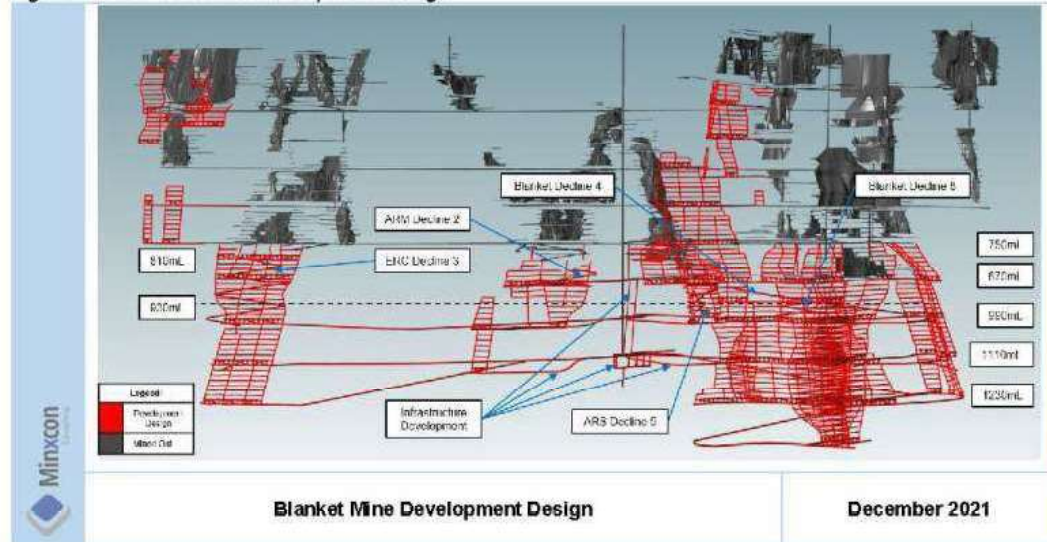 Blanket Decline 4
Blanket Decline 6
ARM Decline 2
ERC Decline 3
810mL
930mL
750mL
870mL
990mL
1110mL
1230mL
Infrastructure
Development
ARS Decline 5
Legend
Development
Design
Mined Out
Minxcon
Blanket Mine Development Design
December 2021